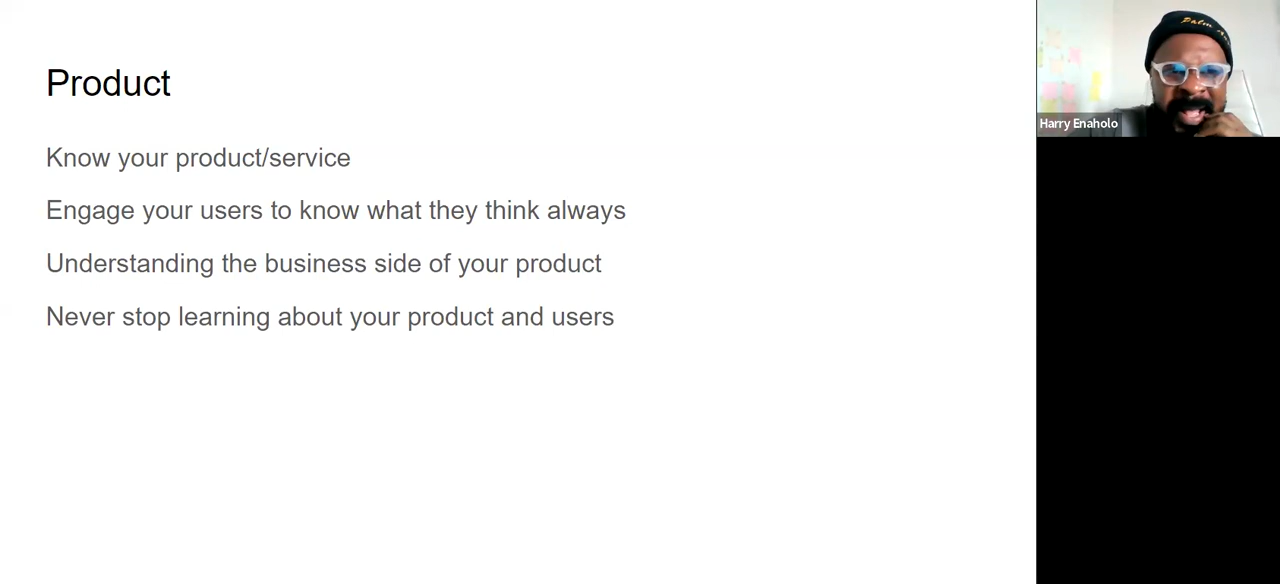 Product
Know your product/service
Engage your users to know what they think always
Understanding the business side of your product
Never stop learning about your product and users
Harry Enaholo